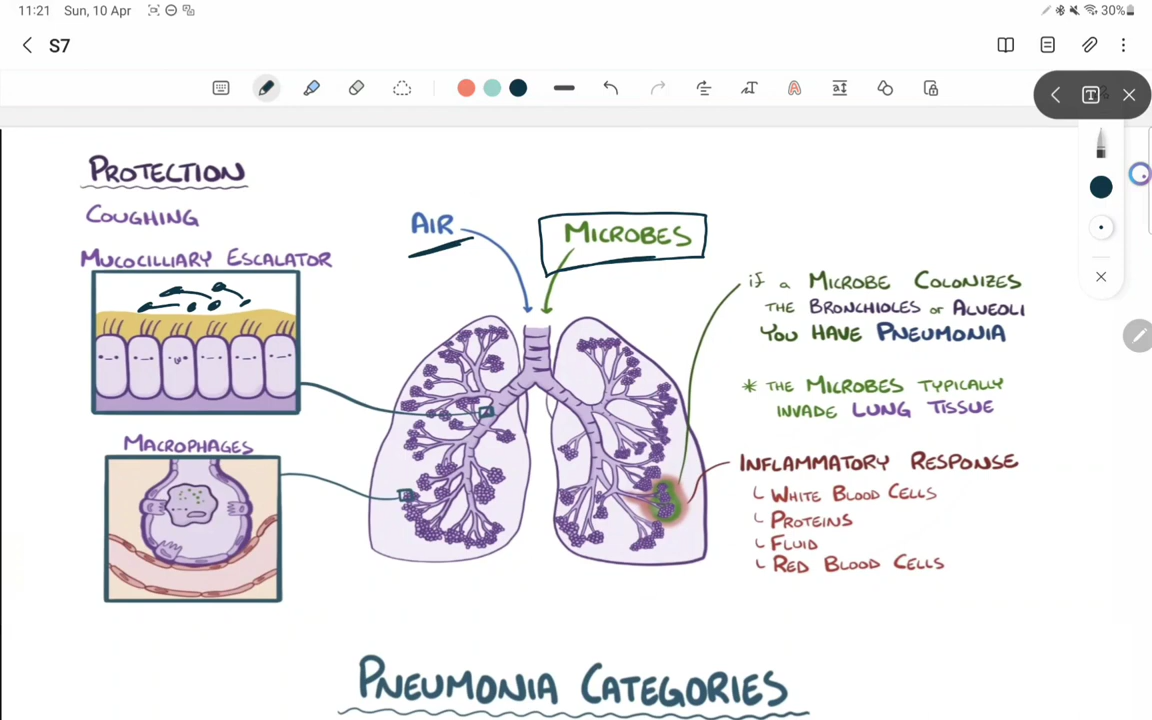 11:21 Sun, 10 Apr 30%
S7
PROTECTION
COUGHING
MUCOCILLIARY ESCALATOR
MACROPHAGES
AIR
MICROBES
if a MICROBE COLONIZES
THE BRONCHIOLES or ALVEOLI
YOU HAVE PNEUMONIA
* THE MICROBES TYPICALLY
INVADE LUNG TISSUE
INFLAMMATORY RESPONSE
WHITE BLOOD CELLS
PROTEINS
FLUID
RED BLOOD CELLS
PNEUMONIA CATEGORIES